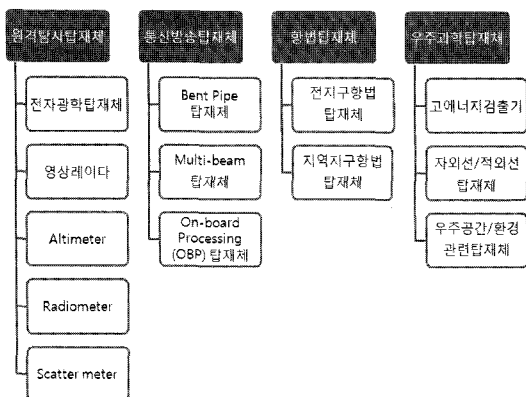 원격탐사탑재체
전자광학탑재체
영상레이다
Altimeter
Radiometer
Scatter meter
통신방송탑재체
Bent Pipe
탑재체
Multi-beam
탑재체
On-board
Processing
(OBP) 탑재체
항법탑재체
전지구항법
탑재체
지역지구항법
탑재체
우주과학탑재체
고에너지검출기
자외선/적외선
탑재체
우주공간/환경
관련탑재체